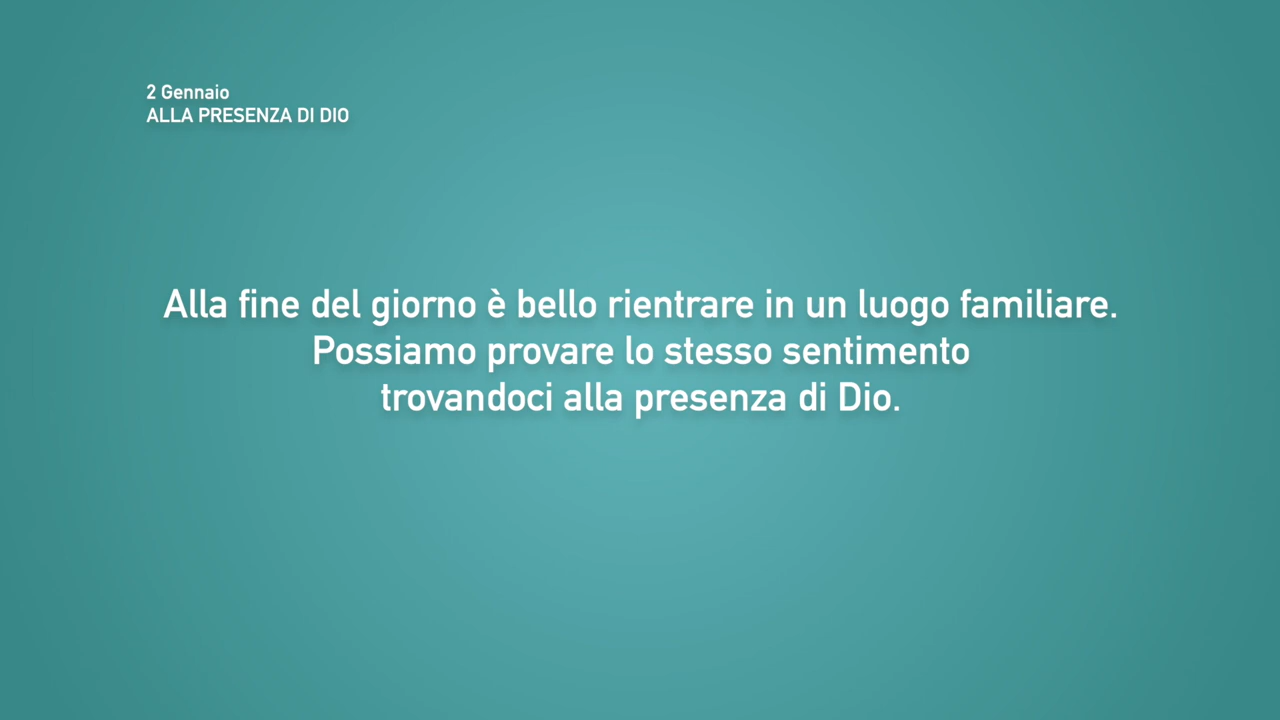 2 Gennaio
ALLA PRESENZA DI DIO
Alla fine del giorno è bello rientrare in un luogo familiare.
Possiamo provare lo stesso sentimento
trovandoci alla presenza di Dio.